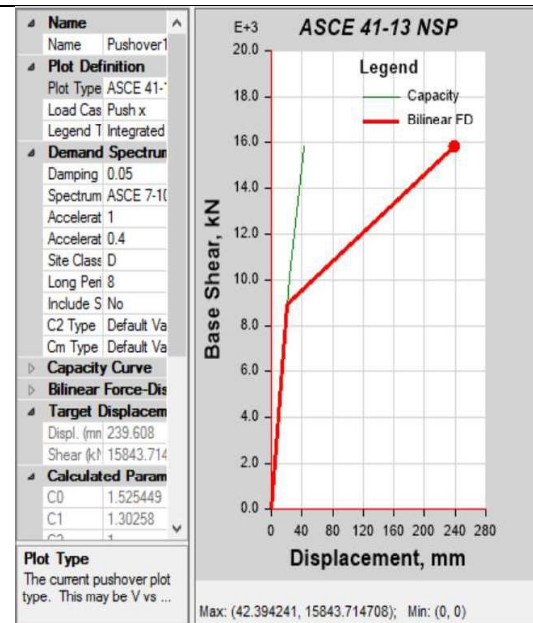 Name
Name Pushover1
Plot Definition
Plot Type ASCE 41-1
Load Cas Push x
Legend T Integrated
Demand Spectrum
Damping 0.05
Spectrum ASCE 7-10
Accelerat 1
Accelerat 0.4
Site Class D
Long Peri 8
Include S No
C2 Type Default Va
Cm Type Default Va
Capacity Curve
Bilinear Force-Dis
Target Displacem
Displ. (mn 239.608
Shear (kN 15843.714
Calculated Param
C0 1.525449
C1 1.30258
Plot Type
The current pushover plot
type. This may be V vs ...
E+3
ASCE 41-13 NSP
Legend
Capacity
Bilinear FD
20.0
18.0
16.0
14.0
12.0
10.0
8.0
6.0
4.0
2.0
0.0
Base Shear, kN
0 40 80 120 160 200 240 280
Displacement, mm
Max: (42.394241, 15843.714708); Min: (0, 0)